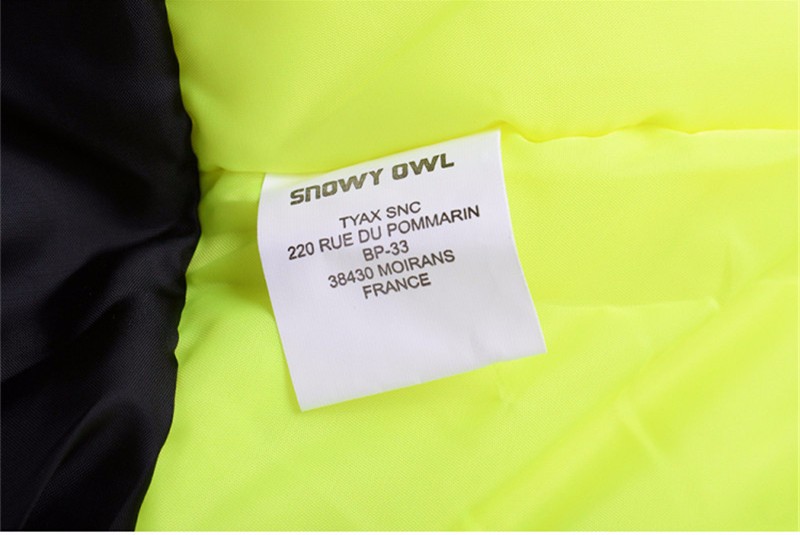 SNOWY OWL
TYAX SNC
220 RUE DU POMMARIN
BP-33
38430 MOIRANS
FRANCE